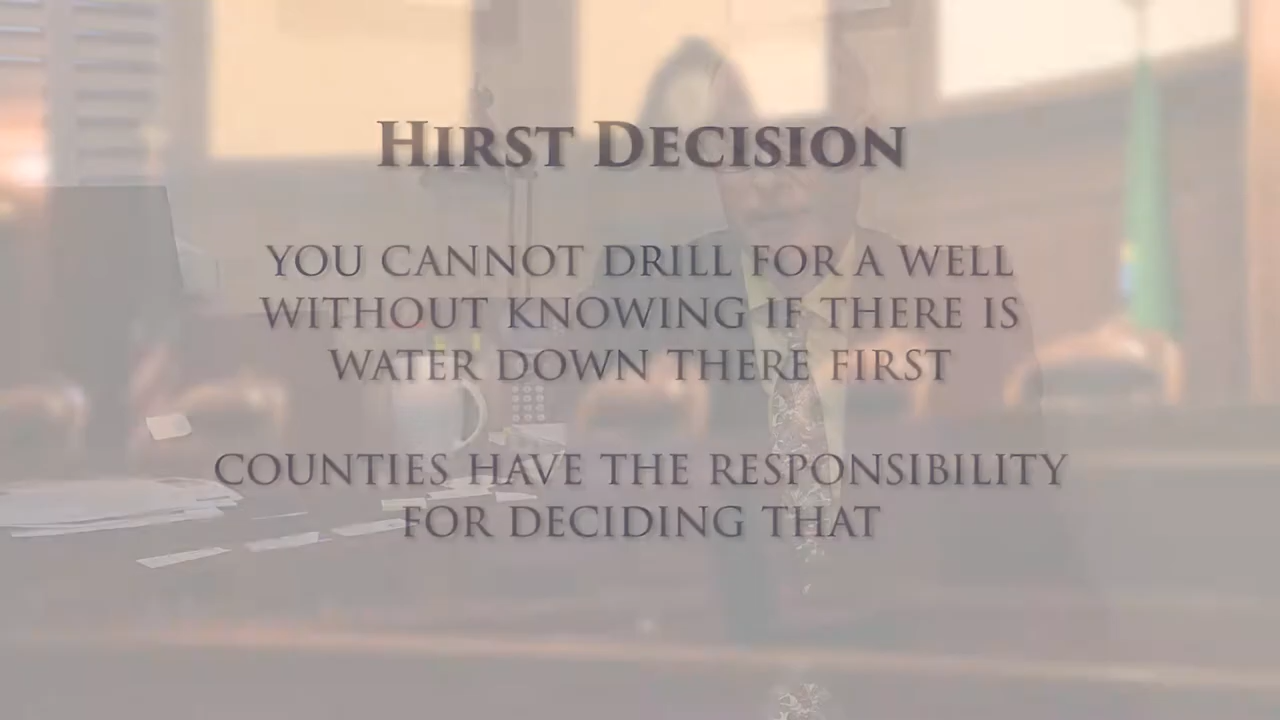 HIRST DECISION
YOU CANNOT DRILL FOR A WELL
WITHOUT KNOWING IF THERE IS
WATER DOWN THERE FIRST
COUNTIES HAVE THE RESPONSIBILITY
FOR DECIDING THAT